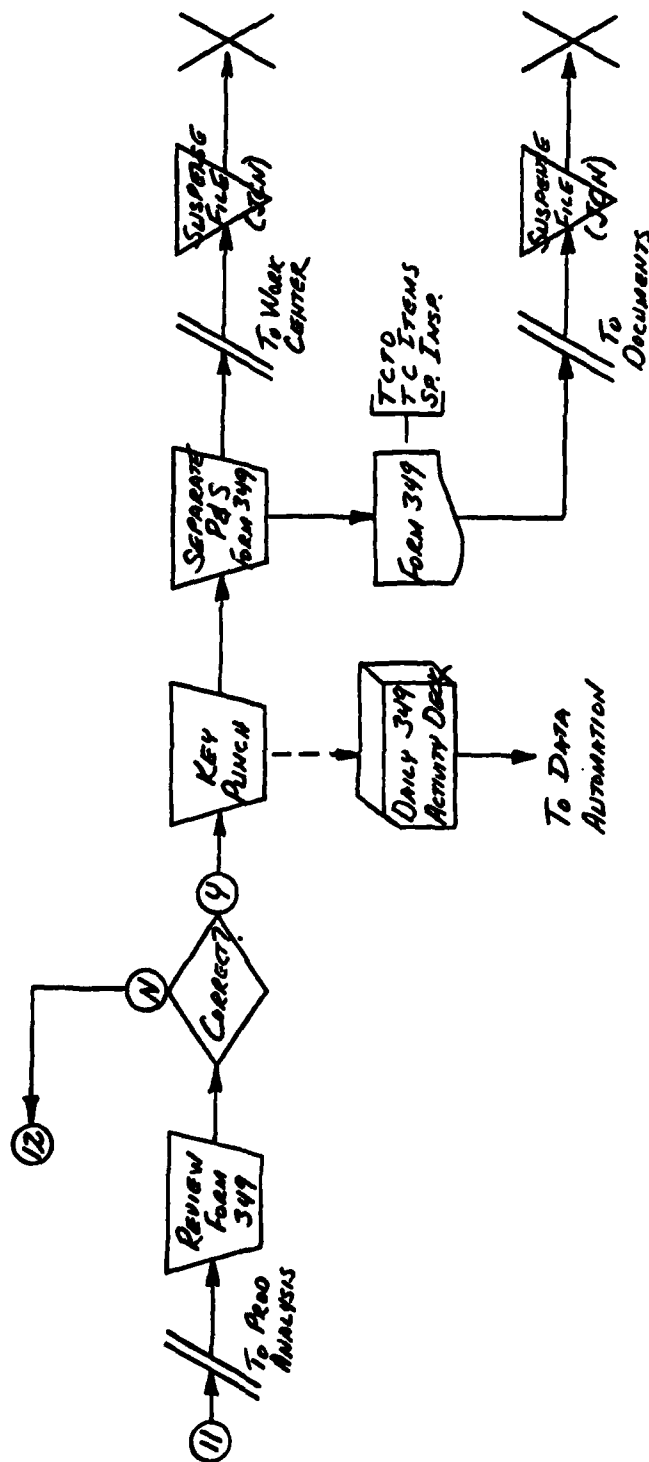 11
TO PROD
ANALYSIS
REVIEW
FORM
349
CORRECT?
N
12
Y
KEY
PUNCH
DAILY 349
ACTIVITY DECK
TO DATA
AUTOMATION
SEPARATE
P&S
FORM 349
FORM 349
TCTO
TC ITEMS
SP. INSP.
TO WORK
CENTER
SUSPENSE
FILE
(JCN)
TO
DOCUMENTS
SUSPENSE
FILE
(JCN)